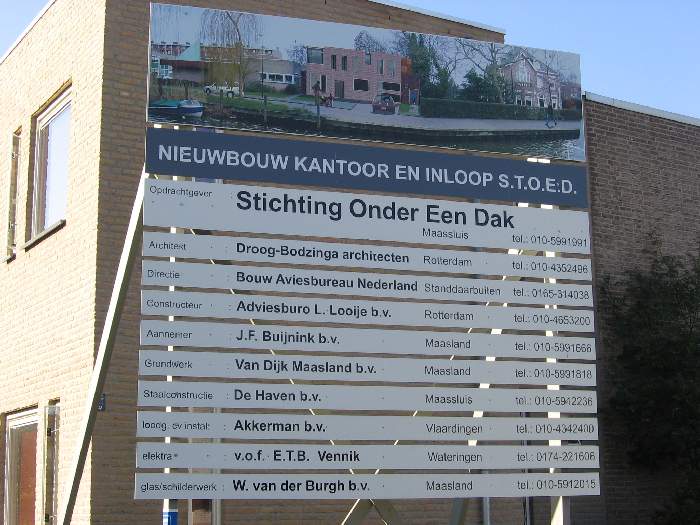 NIEUWBOUW KANTOOR EN INLOOP S.T.O.E.D.
Opdrachtgever : Stichting Onder Een Dak
Maassluis tel.: 010-5991991
Architekt : Droog-Bodzinga architecten Rotterdam tel.: 010-4352496
Directie : Bouw Aviesbureau Nederland Standdaarbuiten tel.: 0165-314038
Constructeur : Adviesburo L. Looije b.v. Rotterdam tel.: 010-4653200
Aannemer : J.F. Buijnink b.v. Maasland tel.: 010-5991666
Grundwerk : Van Dijk Maasland b.v. Maasland tel.: 010-5991818
Staalconstructie : De Haven b.v. Maassluis tel.: 010-5942236
loodg. cv instal. : Akkerman b.v. Vlaardingen tel.: 010-4342400
elektra : v.o.f. E.T.B. Vennik Wateringen tel.: 0174-221606
glas/schilderwerk : W. van der Burgh b.v. Maasland tel.: 010-5912015